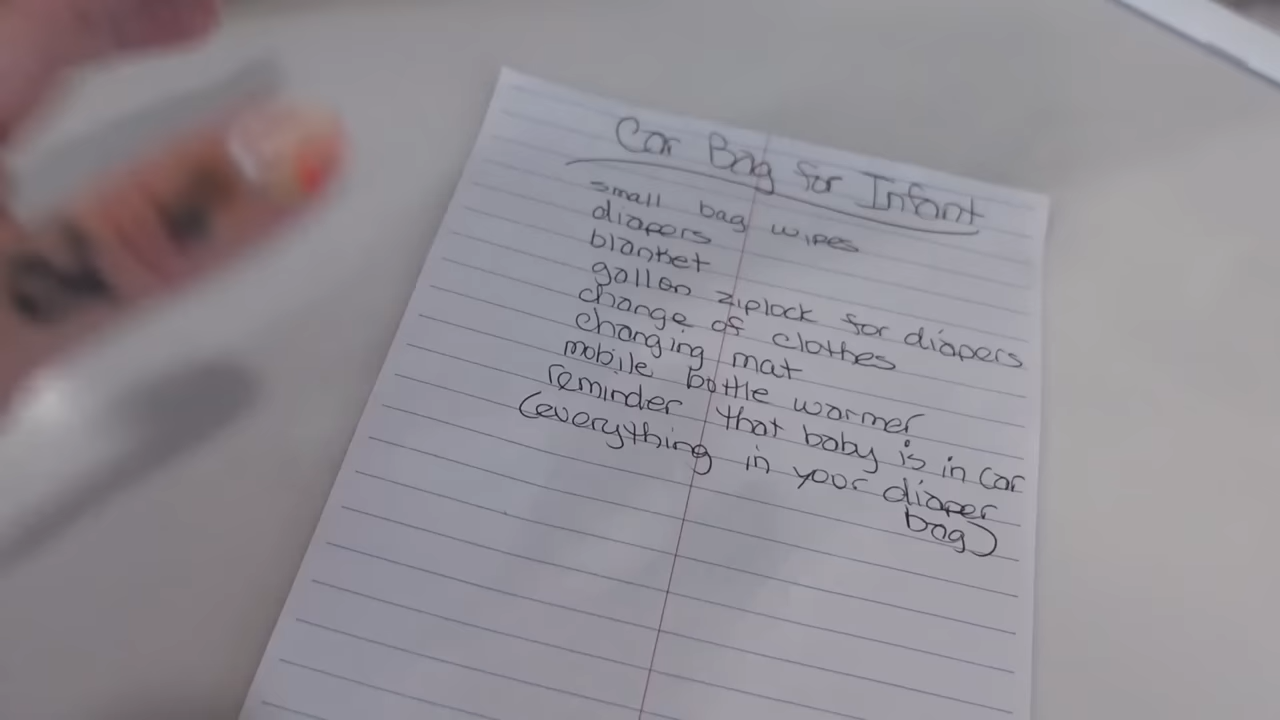 Car Bag for Infant
small bag wipes
diapers
blanket
gallon ziplock for diapers
change of clothes
changing mat
mobile bottle warmer
reminder that baby is in car
(everything in your diaper
bag)